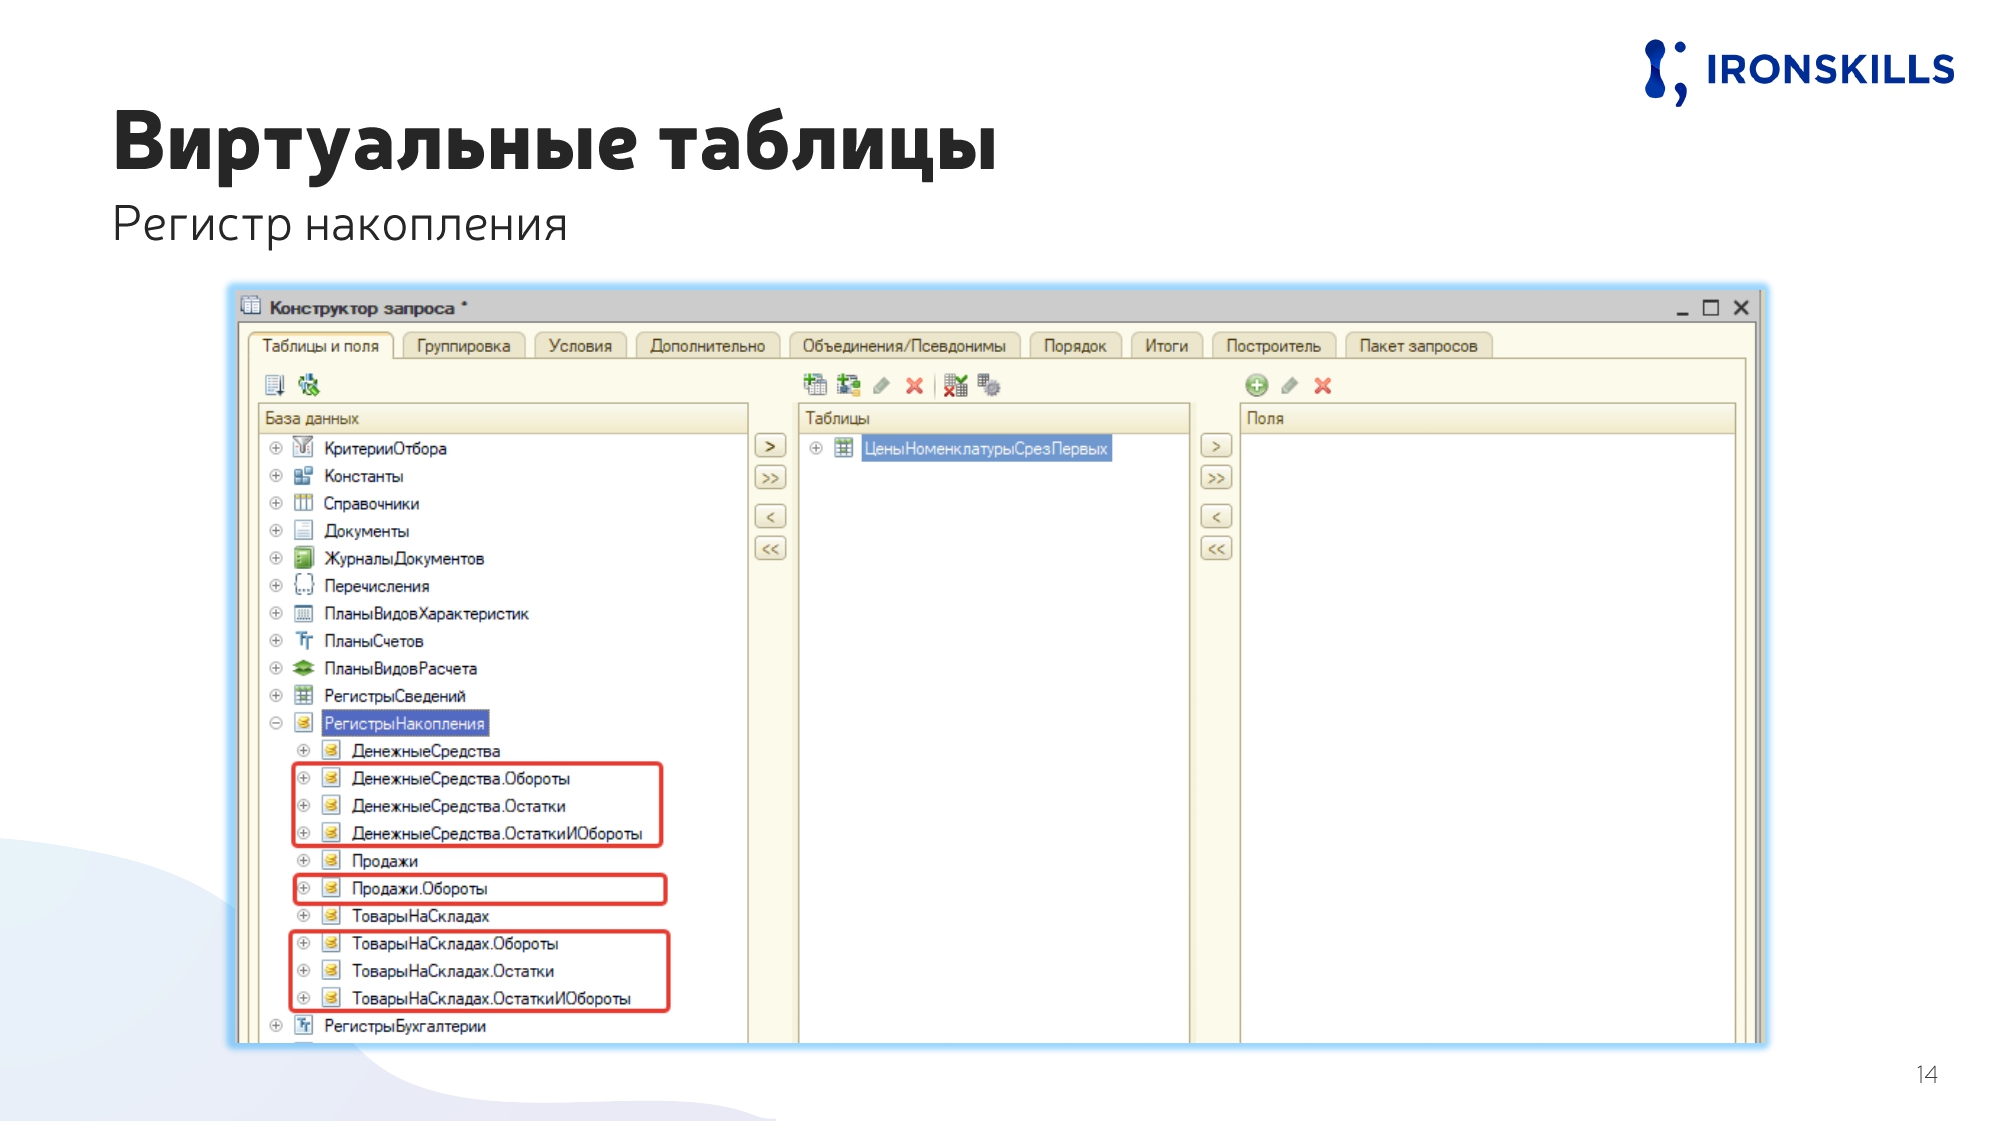 IRONSKILLS
Виртуальные таблицы
Регистр накопления
Конструктор запроса *
Таблицы и поля Группировка Условия Дополнительно Объединения/Псевдонимы Порядок Итоги Построитель Пакет запросов
База данных
КритерииОтбора
Константы
Справочники
Документы
ЖурналыДокументов
Перечисления
ПланыВидовХарактеристик
ПланыСчетов
ПланыВидовРасчета
РегистрыСведений
РегистрыНакопления
ДенежныеСредства
ДенежныеСредства.Обороты
ДенежныеСредства.Остатки
ДенежныеСредства.ОстаткиИОбороты
Продажи
Продажи.Обороты
ТоварыНаСкладах
ТоварыНаСкладах.Обороты
ТоварыНаСкладах.Остатки
ТоварыНаСкладах.ОстаткиИОбороты
РегистрыБухгалтерии
>
>>
<
<<
Таблицы
ЦеныНоменклатурыСрезПервых
>
>>
<
<<
Поля
14